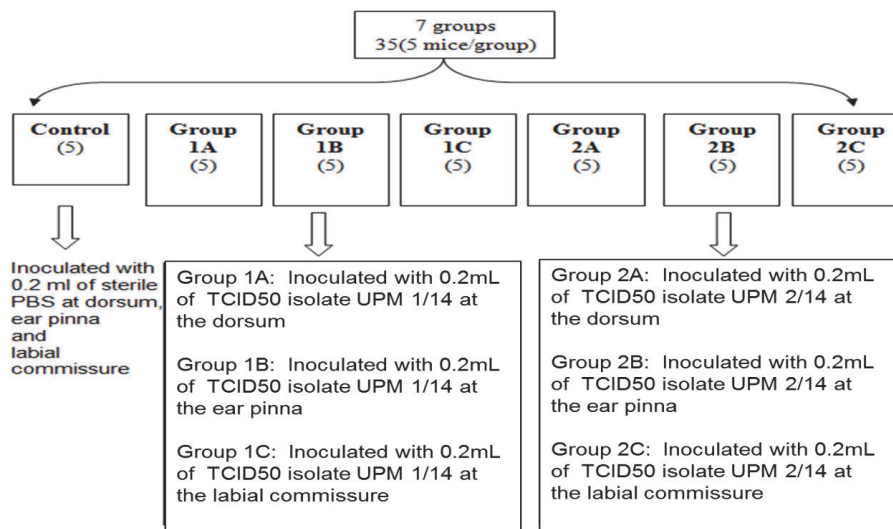 7 groups
35(5 mice/group)
Control
(5)
Group
1A
(5)
Group
1B
(5)
Group
1C
(5)
Group
2A
(5)
Group
2B
(5)
Group
2C
(5)
Inoculated with
0.2 ml of sterile
PBS at dorsum,
ear pinna
and
labial
commissure
Group 1A: Inoculated with 0.2mL
of TCID50 isolate UPM 1/14 at
the dorsum
Group 1B: Inoculated with 0.2mL
of TCID50 isolate UPM 1/14 at
the ear pinna
Group 1C: Inoculated with 0.2mL
of TCID50 isolate UPM 1/14 at
the labial commissure
Group 2A: Inoculated with 0.2mL
of TCID50 isolate UPM 2/14 at
the dorsum
Group 2B: Inoculated with 0.2mL
of TCID50 isolate UPM 2/14 at
the ear pinna
Group 2C: Inoculated with 0.2mL
of TCID50 isolate UPM 2/14 at
the labial commissure